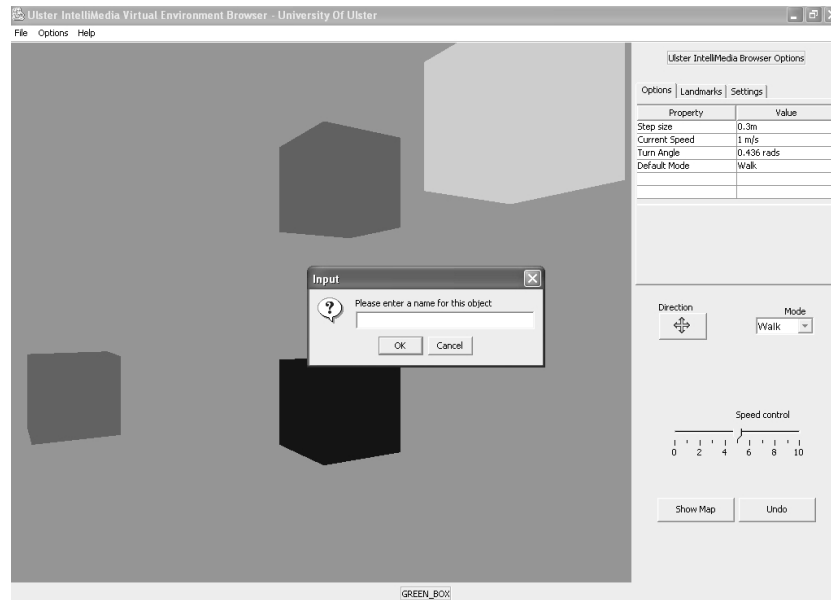 Ulster IntelliMedia Virtual Environment Browser - University Of Ulster
File Options Help
Ulster IntelliMedia Browser Options
Options Landmarks Settings
Property Value
Step size 0.3m
Current Speed 1 m/s
Turn Angle 0.436 rads
Default Mode Walk
Input
Please enter a name for this object
OK Cancel
Direction Mode
Walk
Speed control
0 2 4 6 8 10
Show Map Undo
GREEN_BOX